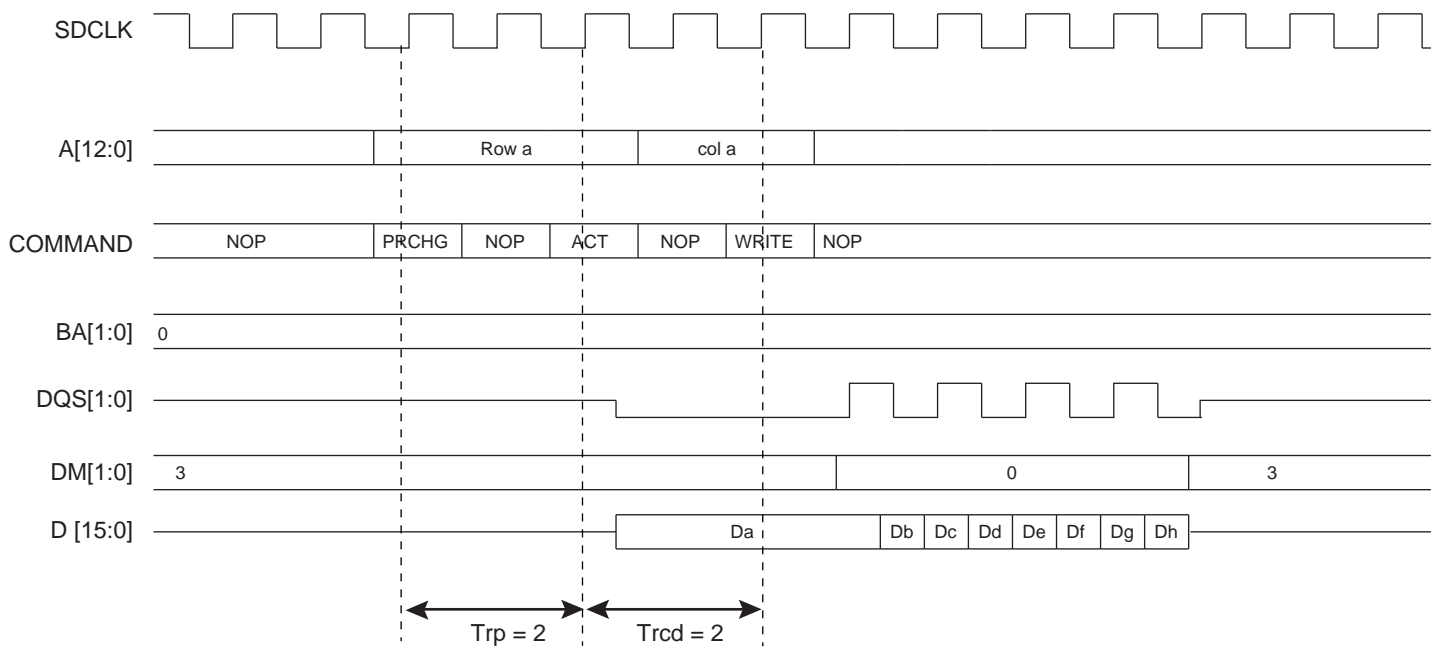 SDCLK
A[12:0] Row a col a
COMMAND NOP PRCHG NOP ACT NOP WRITE NOP
BA[1:0] 0
DQS[1:0]
DM[1:0] 3 0 3
D [15:0] Da Db Dc Dd De Df Dg Dh
Trp = 2 Trcd = 2